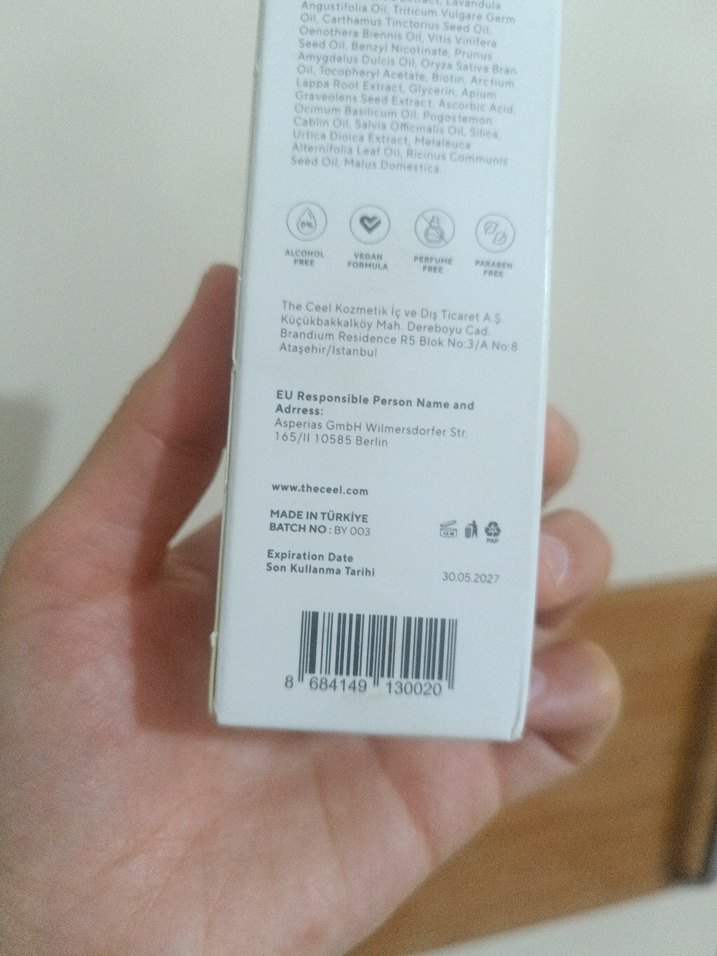 Extract, Lavandula
Angustifolia Oil, Triticum Vulgare Germ
Oil, Carthamus Tinctorius Seed Oil,
Oenothera Biennis Oil, Vitis Vinifera
Seed Oil, Benzyl Nicotinate, Prunus
Amygdalus Dulcis Oil, Oryza Sativa Bran
Oil, Tocopheryl Acetate, Biotin, Arctium
Lappa Root Extract, Glycerin, Apium
Graveolens Seed Extract, Ascorbic Acid,
Ocimum Basilicum Oil, Pogostemon
Cablin Oil, Salvia Officinalis Oil, Silica,
Urtica Dioica Extract, Melaleuca
Alternifolia Leaf Oil, Ricinus Communis
Seed Oil, Malus Domestica.
0%
ALCOHOL
FREE
VEGAN
FORMULA
PERFUME
FREE
PARABEN
FREE
The Ceel Kozmetik İç ve Dış Ticaret A.Ş.
Küçükbakkalköy Mah. Dereboyu Cad.
Brandium Residence R5 Blok No:3/A No:8
Ataşehir/İstanbul
EU Responsible Person Name and
Adrress:
Asperias GmbH Wilmersdorfer Str.
165/II 10585 Berlin
www.theceel.com
MADE IN TÜRKİYE
BATCH NO : BY 003
PAP
Expiration Date
Son Kullanma Tarihi
30.05.2027
8 684149 130020